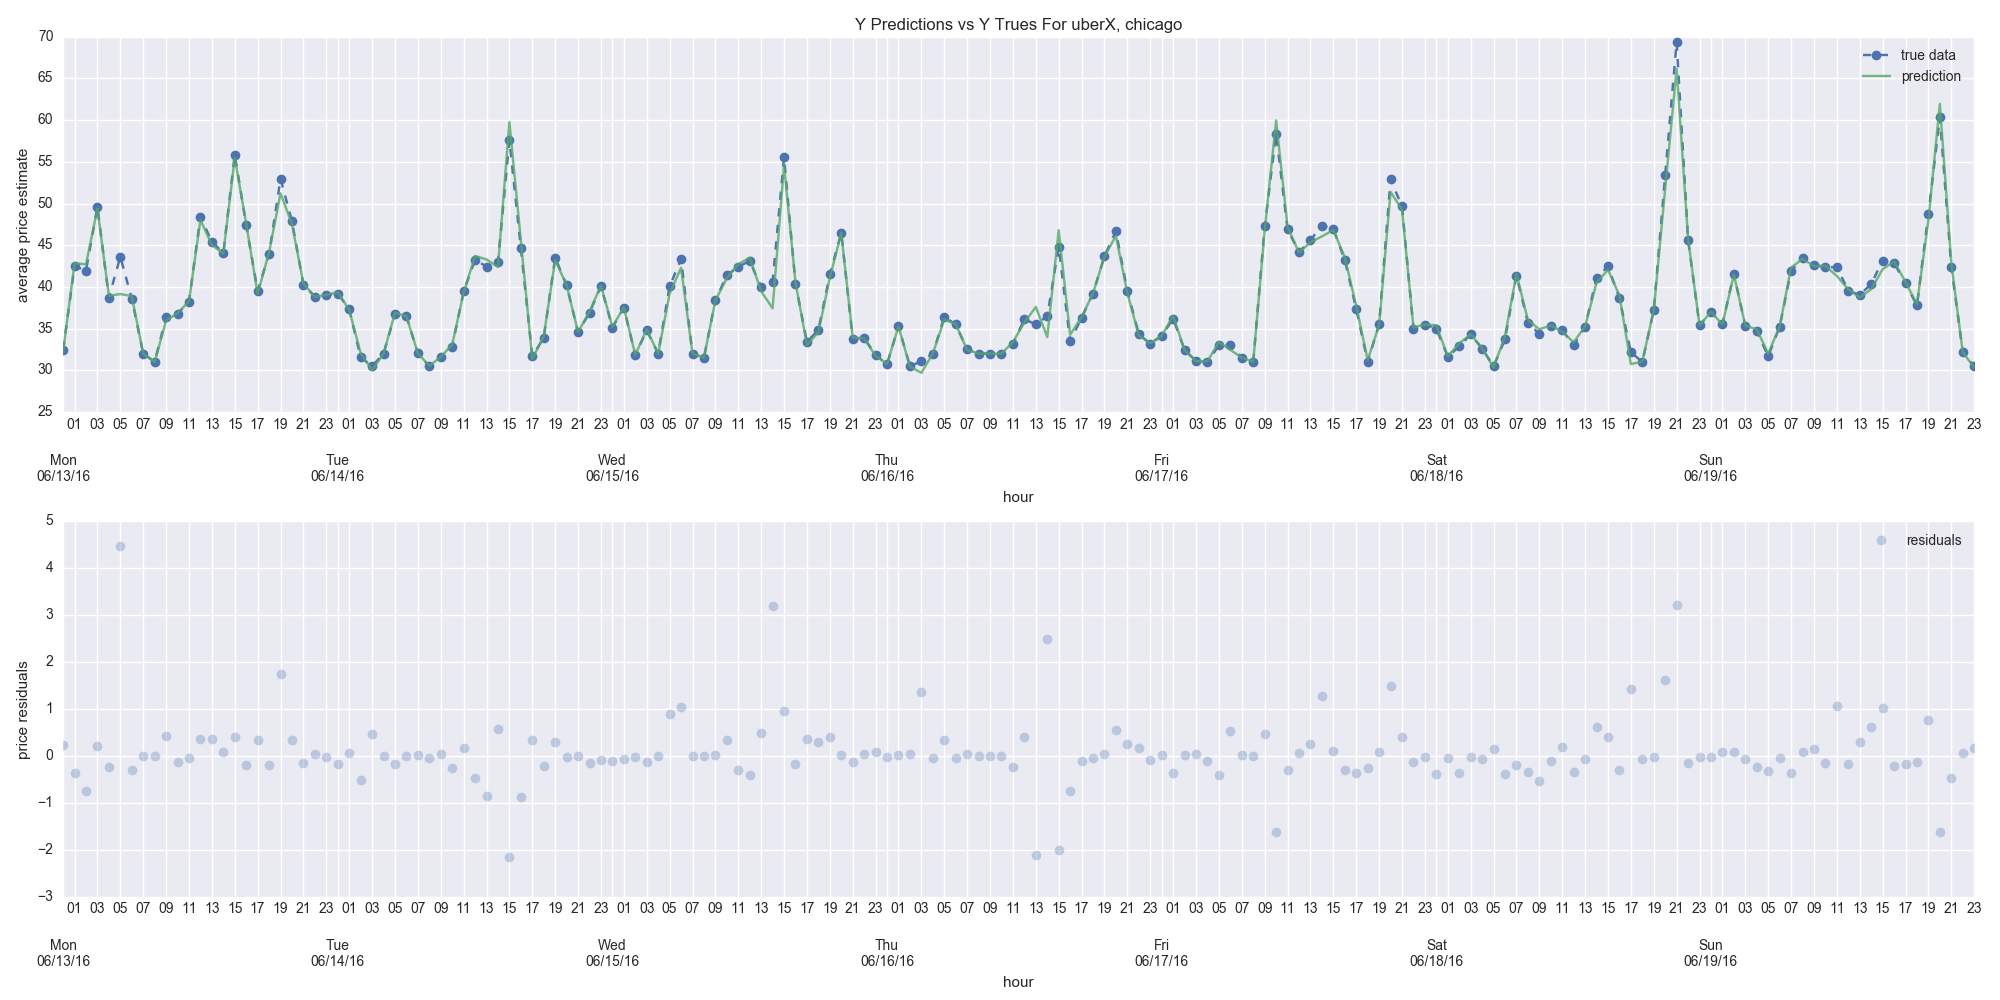 Y Predictions vs Y Trues For uberX, chicago
70
65
60
55
50
45
40
35
30
25
average price estimate
true data
prediction
01 03 05 07 09 11 13 15 17 19 21 23 01 03 05 07 09 11 13 15 17 19 21 23 01 03 05 07 09 11 13 15 17 19 21 23 01 03 05 07 09 11 13 15 17 19 21 23 01 03 05 07 09 11 13 15 17 19 21 23 01 03 05 07 09 11 13 15 17 19 21 23 01 03 05 07 09 11 13 15 17 19 21 23
Mon Tue Wed Thu Fri Sat Sun
06/13/16 06/14/16 06/15/16 06/16/16 06/17/16 06/18/16 06/19/16
hour
5
4
3
2
1
0
−1
−2
−3
price residuals
residuals
01 03 05 07 09 11 13 15 17 19 21 23 01 03 05 07 09 11 13 15 17 19 21 23 01 03 05 07 09 11 13 15 17 19 21 23 01 03 05 07 09 11 13 15 17 19 21 23 01 03 05 07 09 11 13 15 17 19 21 23 01 03 05 07 09 11 13 15 17 19 21 23 01 03 05 07 09 11 13 15 17 19 21 23
Mon Tue Wed Thu Fri Sat Sun
06/13/16 06/14/16 06/15/16 06/16/16 06/17/16 06/18/16 06/19/16
hour